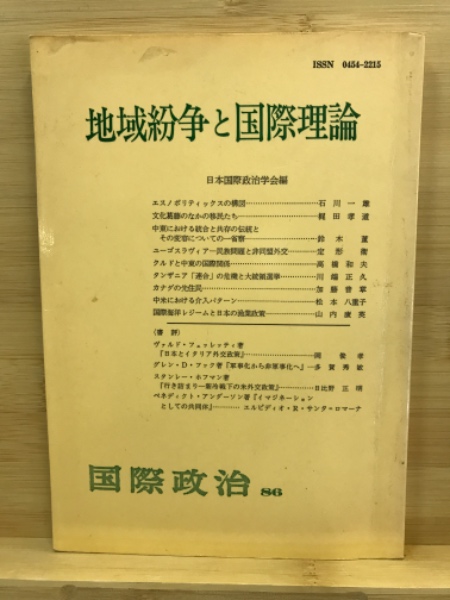 ISSN 0454-2215
地域紛争と国際理論
日本国際政治学会編
エスノポリティックスの構図…………石川一雄
文化葛藤のなかの移民たち…………梶田孝道
中東における統合と共存の伝統と
その変容についての一省察…………鈴木董
ユーゴスラヴィアー民族問題と非同盟外交…………定形衛
クルドと中東の国際関係…………高橋和夫
タンザニア「連合」の危機と大統領選挙…………川端正久
カナダの先住民…………加藤普章
中米における介入パターン…………松本八重子
国際海洋レジームと日本の漁業政策…………山内康英
(書評)
ヴァルド・フェッレッティ著
『日本とイタリア外交政策』…………岡俊孝
グレン・D・フック著『軍事化から非軍事化へ』…多賀秀敏
スタンレー・ホフマン著
『行き詰まりー新冷戦下の米外交政策』…………日比野正明
ベネディクト・アンダーソン著『イマジネーション
としての共同体』…………エルピディオ・R・サンタ=ロマーナ
国際政治 86